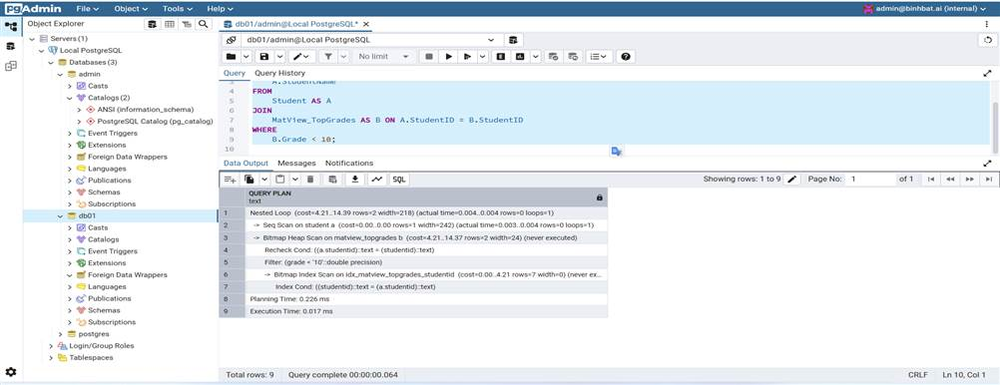 pgAdmin File Object Tools Help admin@binhbat.ai (internal)
Object Explorer
Servers (1)
Local PostgreSQL
Databases (3)
admin
Casts
Catalogs (2)
ANSI (information_schema)
PostgreSQL Catalog (pg_catalog)
Event Triggers
Extensions
Foreign Data Wrappers
Languages
Publications
Schemas
Subscriptions
db01
Casts
Catalogs
Event Triggers
Extensions
Foreign Data Wrappers
Languages
Publications
Schemas
Subscriptions
postgres
Login/Group Roles
Tablespaces
db01/admin@Local PostgreSQL*
db01/admin@Local PostgreSQL
No limit
Query Query History
3 A.StudentName
4 FROM
5 Student AS A
6 JOIN
7 MatView_TopGrades AS B ON A.StudentID = B.StudentID
8 WHERE
9 B.Grade < 10;
10
Data Output Messages Notifications
SQL Showing rows: 1 to 9 Page No: 1 of 1
QUERY PLAN
text
1 Nested Loop (cost=4.21..14.39 rows=2 width=218) (actual time=0.004..0.004 rows=0 loops=1)
2 -> Seq Scan on student a (cost=0.00..0.00 rows=1 width=242) (actual time=0.003..0.004 rows=0 loops=1)
3 -> Bitmap Heap Scan on matview_topgrades b (cost=4.21..14.37 rows=2 width=24) (never executed)
4 Recheck Cond: ((a.studentid)::text = (studentid)::text)
5 Filter: (grade < '10'::double precision)
6 -> Bitmap Index Scan on idx_matview_topgrades_studentid (cost=0.00..4.21 rows=7 width=0) (never ex...
7 Index Cond: ((studentid)::text = (a.studentid)::text)
8 Planning Time: 0.226 ms
9 Execution Time: 0.017 ms
Total rows: 9 Query complete 00:00:00.064 CRLF Ln 10, Col 1